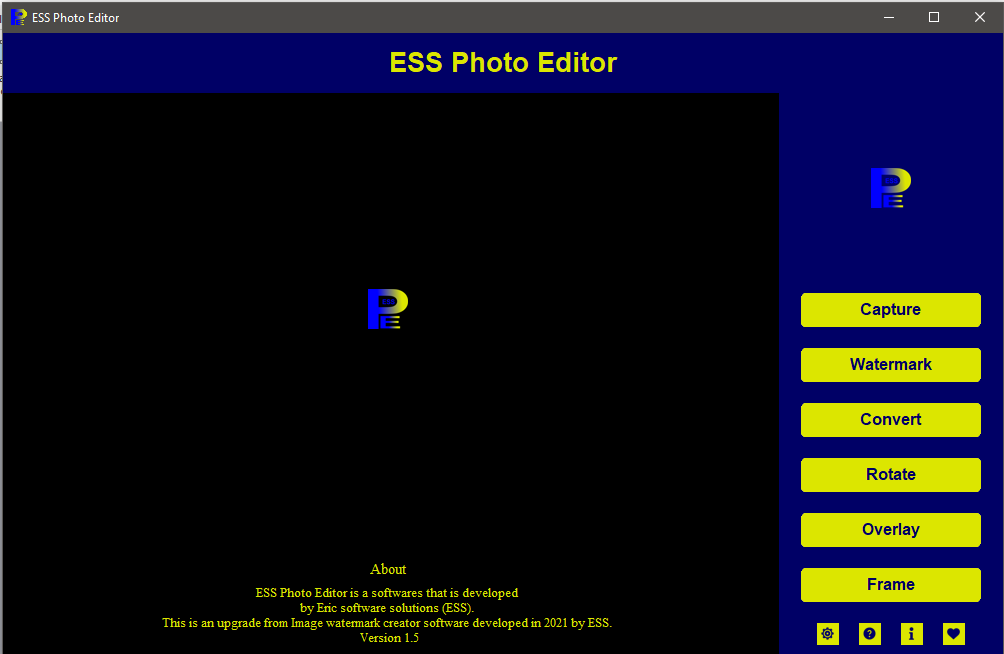 ESS Photo Editor
ESS Photo Editor
Capture
Watermark
Convert
Rotate
Overlay
Frame
About
ESS Photo Editor is a softwares that is developed
by Eric software solutions (ESS).
This is an upgrade from Image watermark creator software developed in 2021 by ESS.
Version 1.5